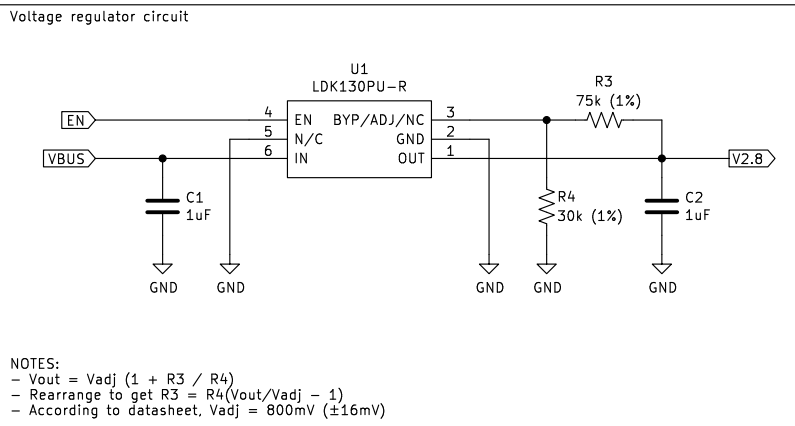 Voltage regulator circuit
U1
LDK130PU-R
R3
75k (1%)
EN
4
EN
BYP/ADJ/NC
3
5
N/C
GND
2
VBUS
6
IN
OUT
1
V2.8
C1
1uF
R4
30k (1%)
C2
1uF
GND
GND
GND
GND
GND
NOTES:
– Vout = Vadj (1 + R3 / R4)
– Rearrange to get R3 = R4(Vout/Vadj – 1)
– According to datasheet, Vadj = 800mV (±16mV)